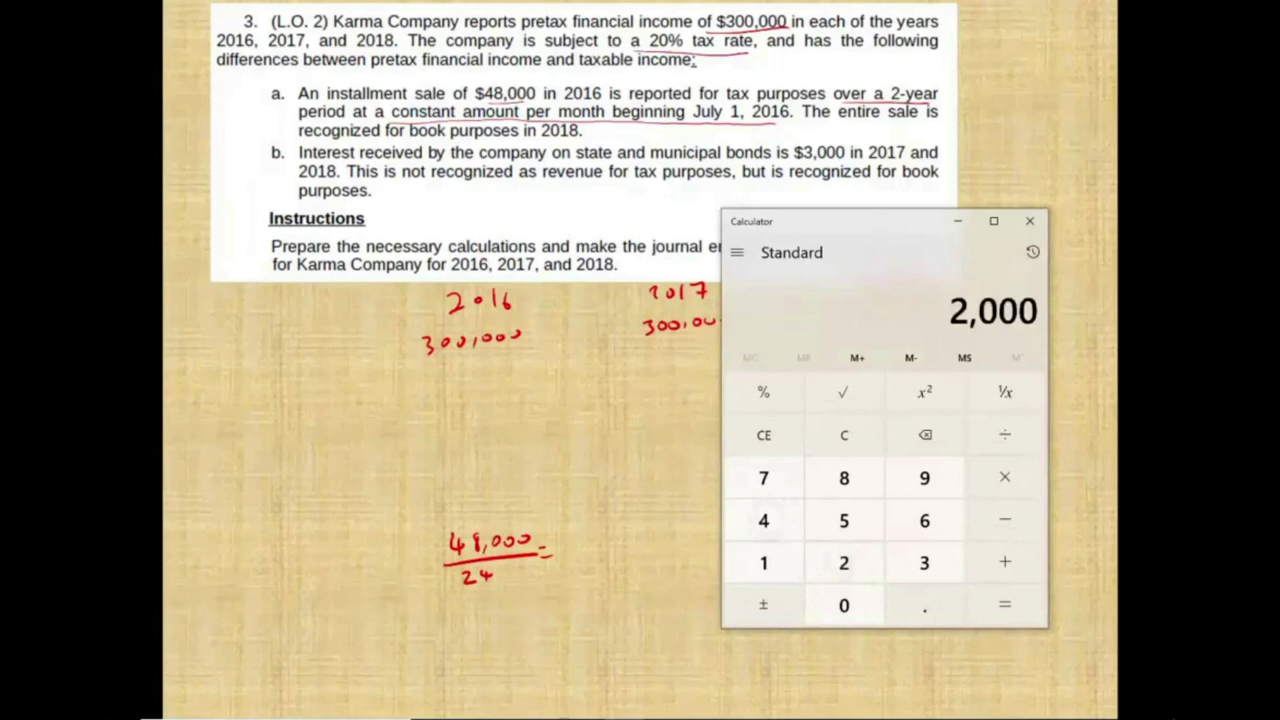 3. (L.O. 2) Karma Company reports pretax financial income of $300,000 in each of the years
2016, 2017, and 2018. The company is subject to a 20% tax rate, and has the following
differences between pretax financial income and taxable income:
a. An installment sale of $48,000 in 2016 is reported for tax purposes over a 2-year
period at a constant amount per month beginning July 1, 2016. The entire sale is
recognized for book purposes in 2018.
b. Interest received by the company on state and municipal bonds is $3,000 in 2017 and
2018. This is not recognized as revenue for tax purposes, but is recognized for book
purposes.
Instructions
Prepare the necessary calculations and make the journal e
for Karma Company for 2016, 2017, and 2018.
2016 2017
300,000 300,00
48,000 =
24
Calculator
Standard
2,000
MC MR M+ M- MS M
% √ x² ¹/x
CE C ⌫ ÷
7 8 9 ×
4 5 6 −
1 2 3 +
± 0 . =